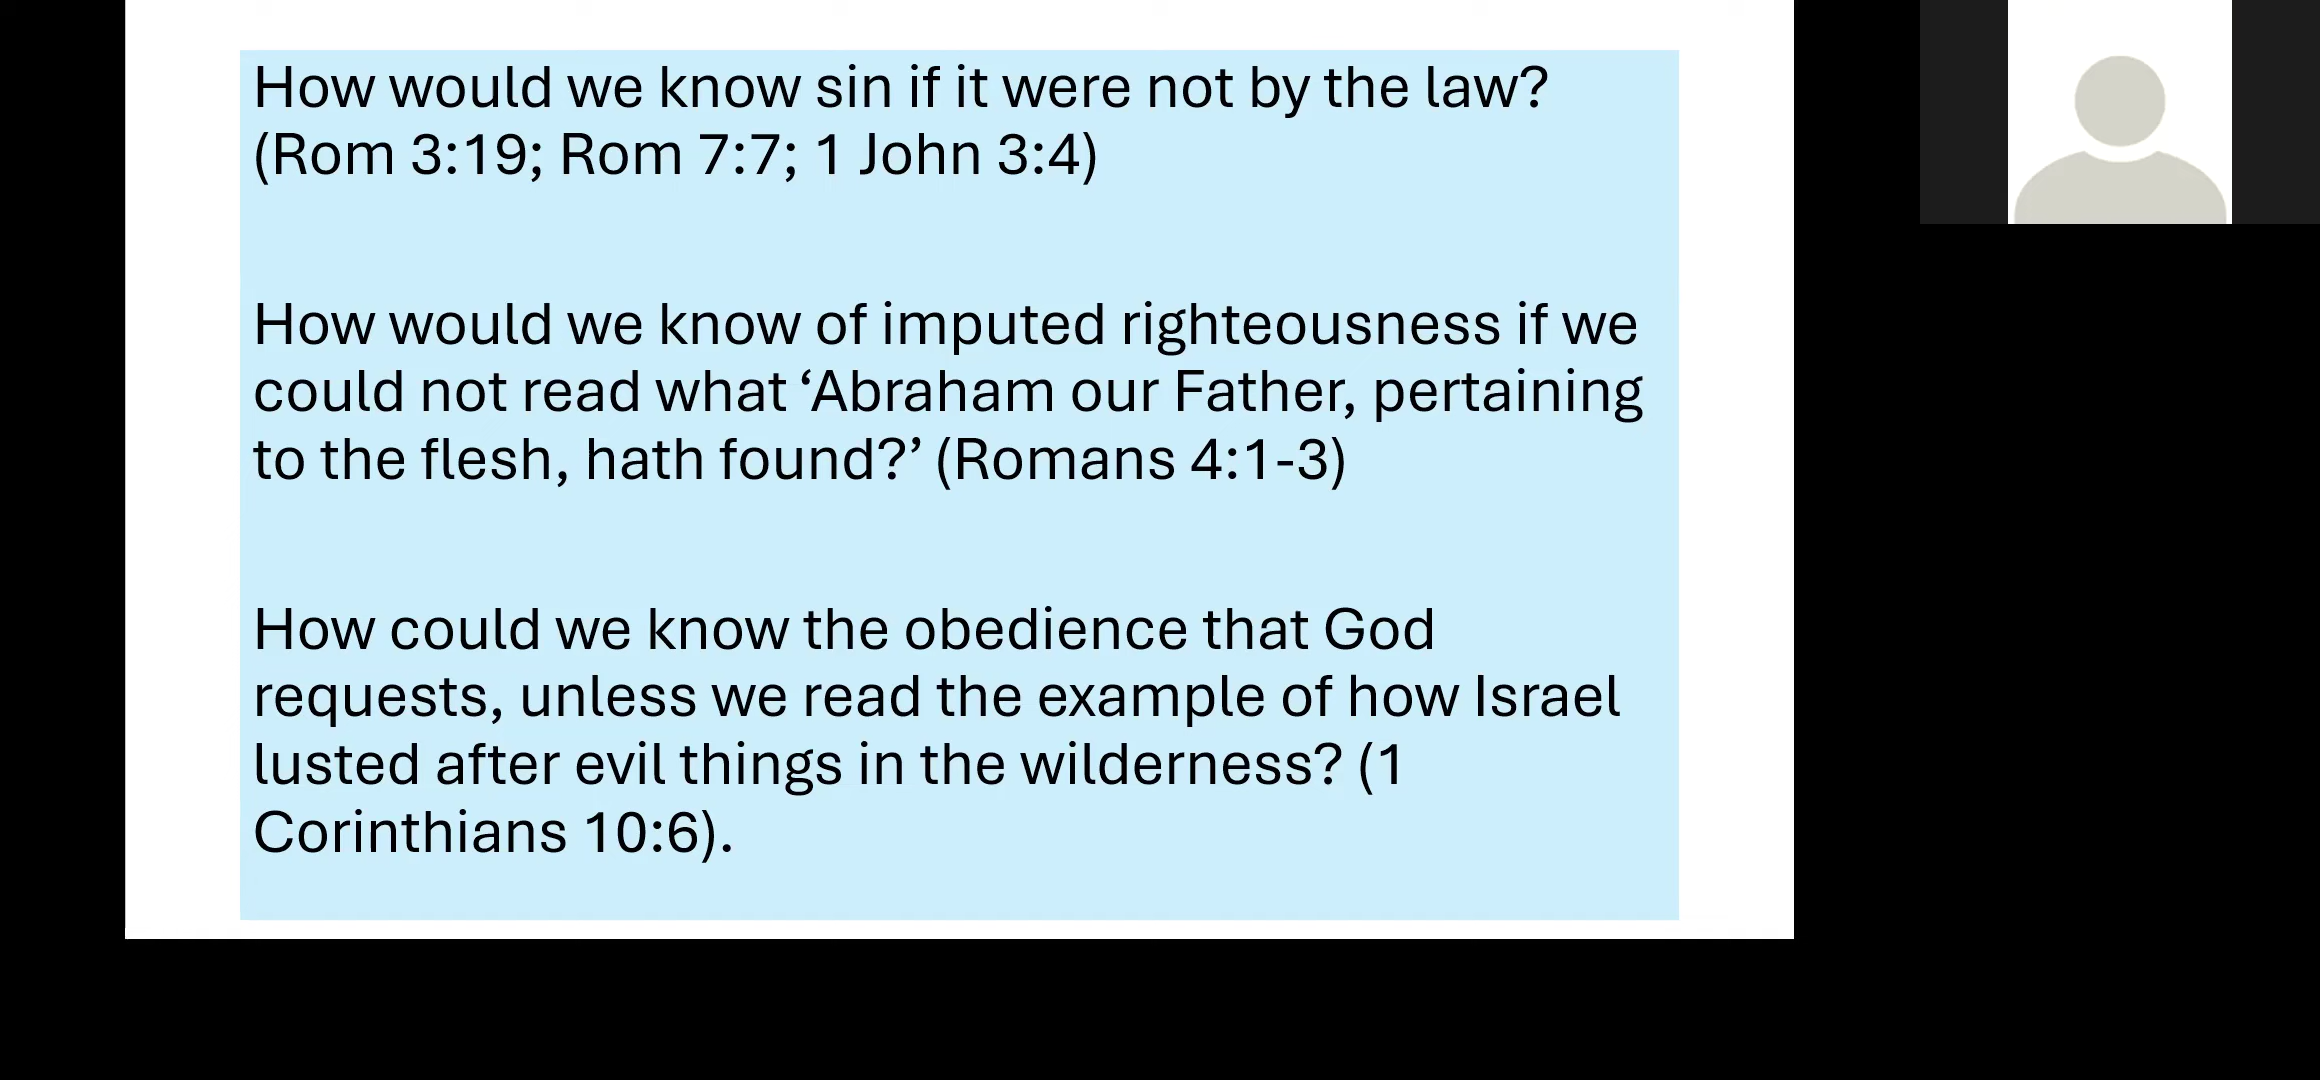 How would we know sin if it were not by the law?
(Rom 3:19; Rom 7:7; 1 John 3:4)
How would we know of imputed righteousness if we
could not read what ‘Abraham our Father, pertaining
to the flesh, hath found?’ (Romans 4:1-3)
How could we know the obedience that God
requests, unless we read the example of how Israel
lusted after evil things in the wilderness? (1
Corinthians 10:6).